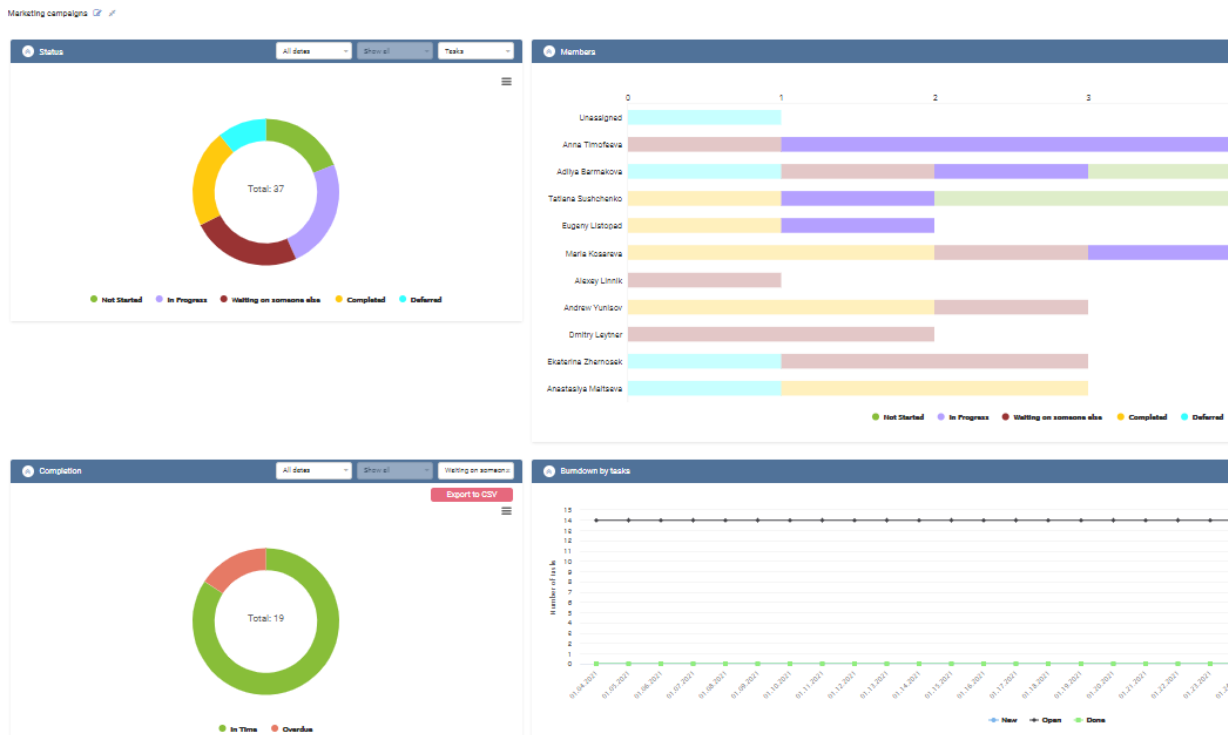 Marketing campaigns
Status
All dates
Show all
Tasks
Total: 37
Not Started In Progress Waiting on someone else Completed Deferred
Members
0 1 2 3
Unassigned
Anna Timofeeva
Adilya Barmakova
Tatiana Sushchenko
Eugeny Listopad
Maria Kosareva
Alexey Linnik
Andrew Yunisov
Dmitry Leytner
Ekaterina Zhernosek
Anastasiya Maltseva
Not Started In Progress Waiting on someone else Completed Deferred
Completion
All dates
Show all
Waiting on someon
Export to CSV
Total: 19
In Time Overdue
Burndown by tasks
Number of tasks
15
14
13
12
11
10
9
8
7
6
5
4
3
2
1
0
01.04.2021 01.05.2021 01.06.2021 01.07.2021 01.08.2021 01.09.2021 01.10.2021 01.11.2021 01.12.2021 01.13.2021 01.14.2021 01.15.2021 01.16.2021 01.17.2021 01.18.2021 01.19.2021 01.20.2021 01.21.2021 01.22.2021 01.23.2021
New Open Done